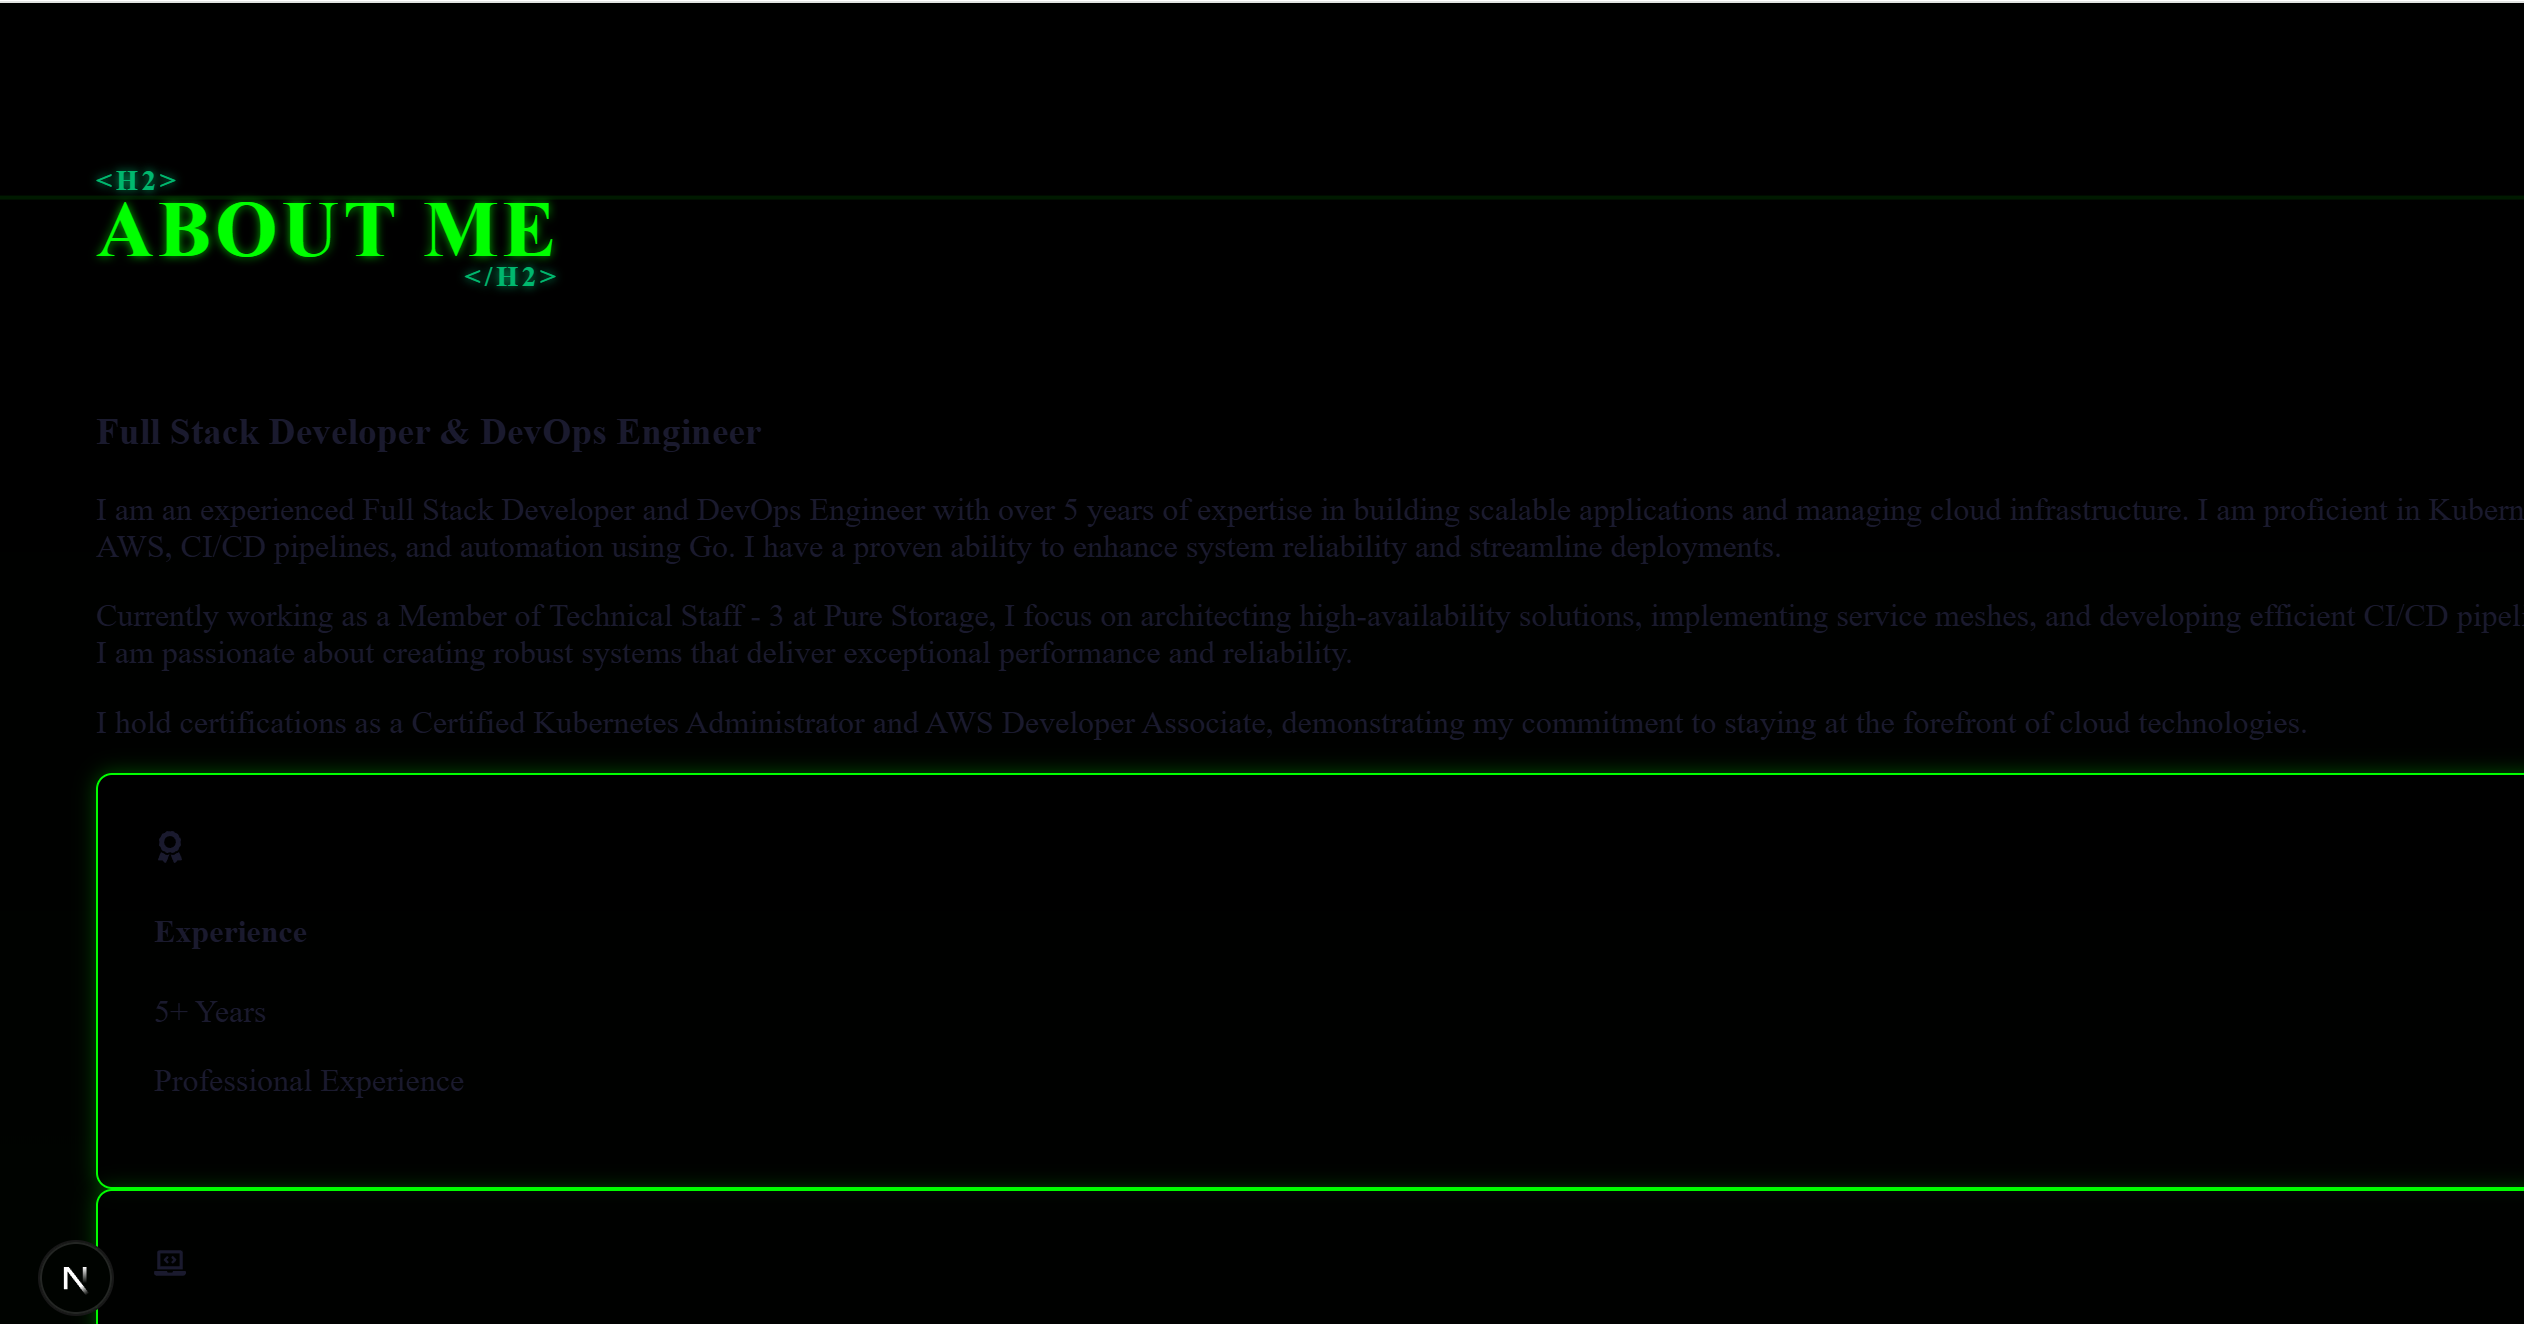 <H2>
ABOUT ME
</H2>
Full Stack Developer & DevOps Engineer
I am an experienced Full Stack Developer and DevOps Engineer with over 5 years of expertise in building scalable applications and managing cloud infrastructure. I am proficient in Kubern
AWS, CI/CD pipelines, and automation using Go. I have a proven ability to enhance system reliability and streamline deployments.
Currently working as a Member of Technical Staff - 3 at Pure Storage, I focus on architecting high-availability solutions, implementing service meshes, and developing efficient CI/CD pipel
I am passionate about creating robust systems that deliver exceptional performance and reliability.
I hold certifications as a Certified Kubernetes Administrator and AWS Developer Associate, demonstrating my commitment to staying at the forefront of cloud technologies.
Experience
5+ Years
Professional Experience
N